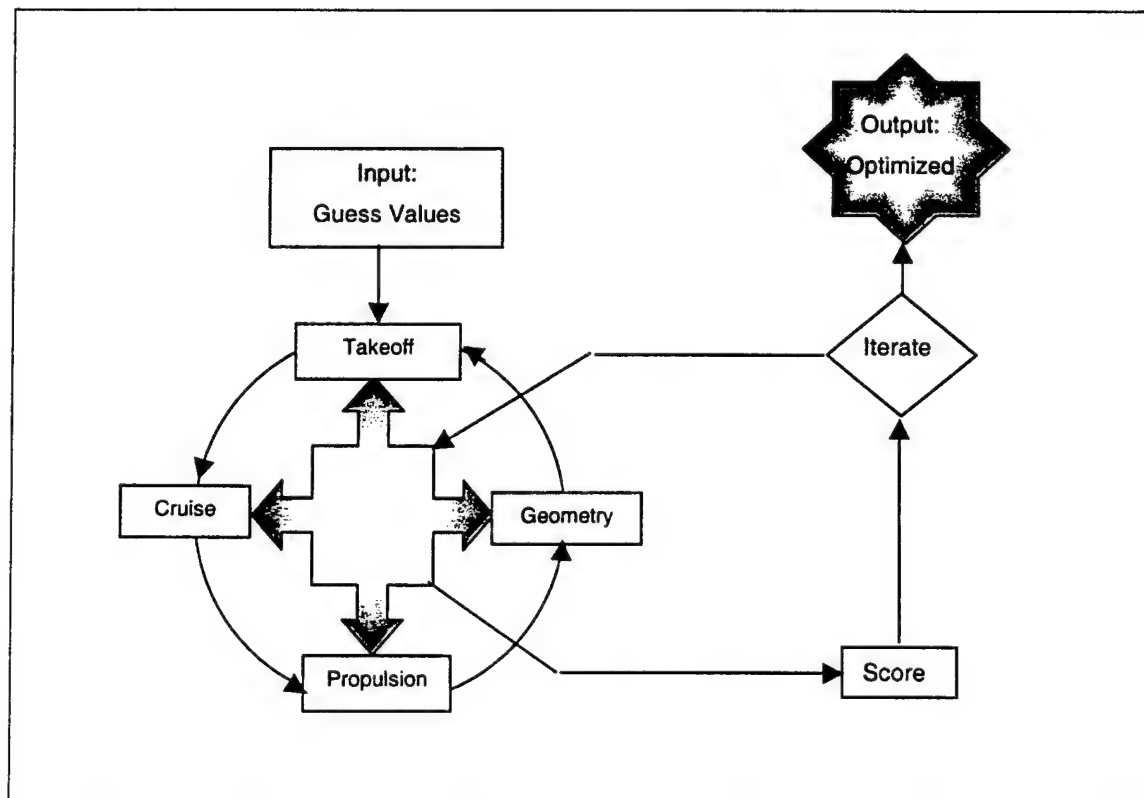 Output:
Optimized
Input:
Guess Values
Takeoff
Iterate
Cruise
Geometry
Propulsion
Score